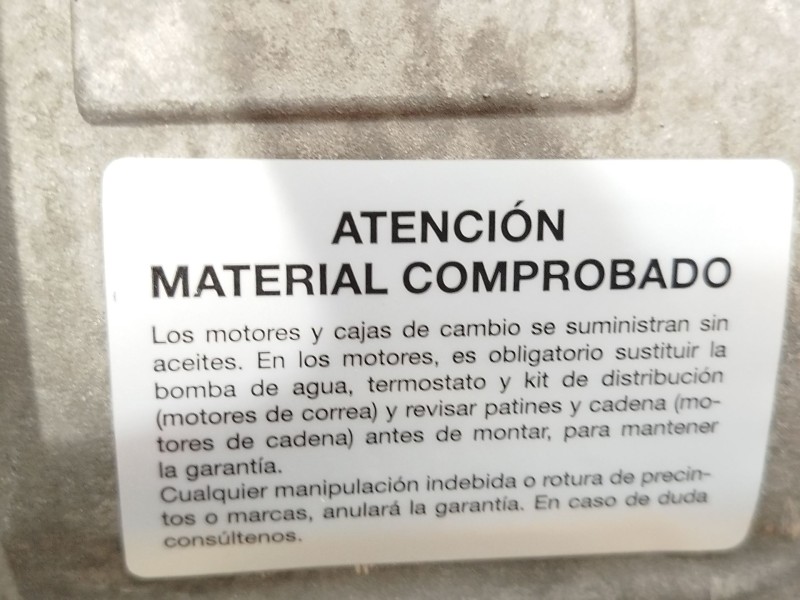 ATENCIÓN
MATERIAL COMPROBADO
Los motores y cajas de cambio se suministran sin
aceites. En los motores, es obligatorio sustituir la
bomba de agua, termostato y kit de distribución
(motores de correa) y revisar patines y cadena (mo-
tores de cadena) antes de montar, para mantener
la garantía.
Cualquier manipulación indebida o rotura de precin-
tos o marcas, anulará la garantía. En caso de duda
consúltenos.